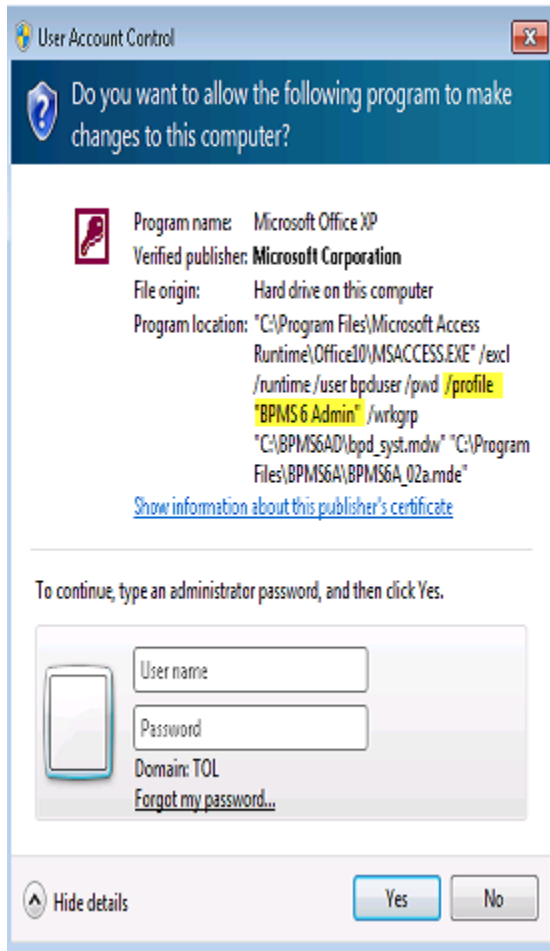 User Account Control
Do you want to allow the following program to make
changes to this computer?
Program name: Microsoft Office XP
Verified publisher: Microsoft Corporation
File origin: Hard drive on this computer
Program location: "C:\Program Files\Microsoft Access
Runtime\Office10\MSACCESS.EXE" /excl
/runtime /user bpduser /pwd /profile
"BPMS 6 Admin" /wrkgrp
"C:\BPMS6AD\bpd_syst.mdw" "C:\Program
Files\BPMS6A\BPMS6A_02a.mde"
Show information about this publisher's certificate
To continue, type an administrator password, and then click Yes.
User name
Password
Domain: TOL
Forgot my password...
Hide details
Yes
No